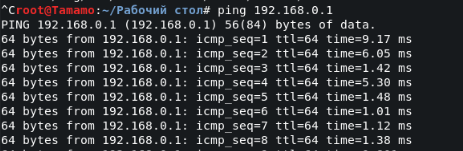 ^Croot@Tamamo:~/Рабочий стол# ping 192.168.0.1
PING 192.168.0.1 (192.168.0.1) 56(84) bytes of data.
64 bytes from 192.168.0.1: icmp_seq=1 ttl=64 time=9.17 ms
64 bytes from 192.168.0.1: icmp_seq=2 ttl=64 time=6.05 ms
64 bytes from 192.168.0.1: icmp_seq=3 ttl=64 time=1.42 ms
64 bytes from 192.168.0.1: icmp_seq=4 ttl=64 time=5.30 ms
64 bytes from 192.168.0.1: icmp_seq=5 ttl=64 time=1.48 ms
64 bytes from 192.168.0.1: icmp_seq=6 ttl=64 time=1.01 ms
64 bytes from 192.168.0.1: icmp_seq=7 ttl=64 time=1.12 ms
64 bytes from 192.168.0.1: icmp_seq=8 ttl=64 time=1.38 ms